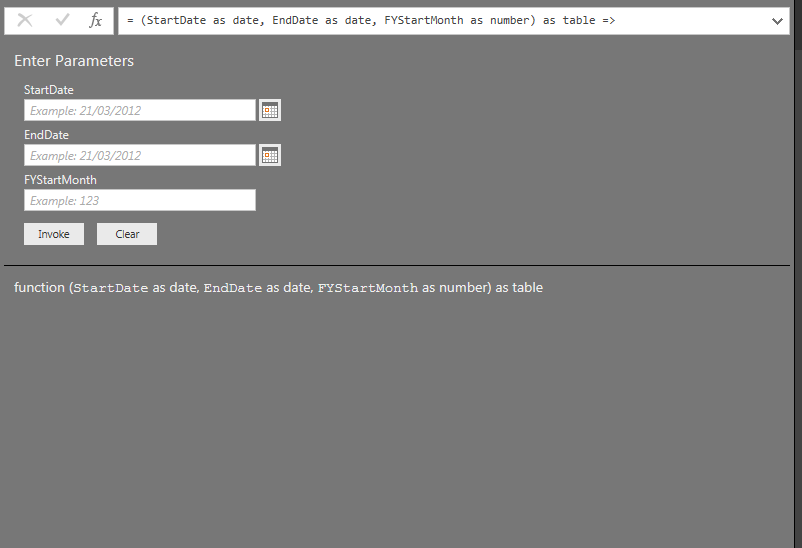 fx = (StartDate as date, EndDate as date, FYStartMonth as number) as table =>
Enter Parameters
StartDate
Example: 21/03/2012
EndDate
Example: 21/03/2012
FYStartMonth
Example: 123
Invoke Clear
function (StartDate as date, EndDate as date, FYStartMonth as number) as table